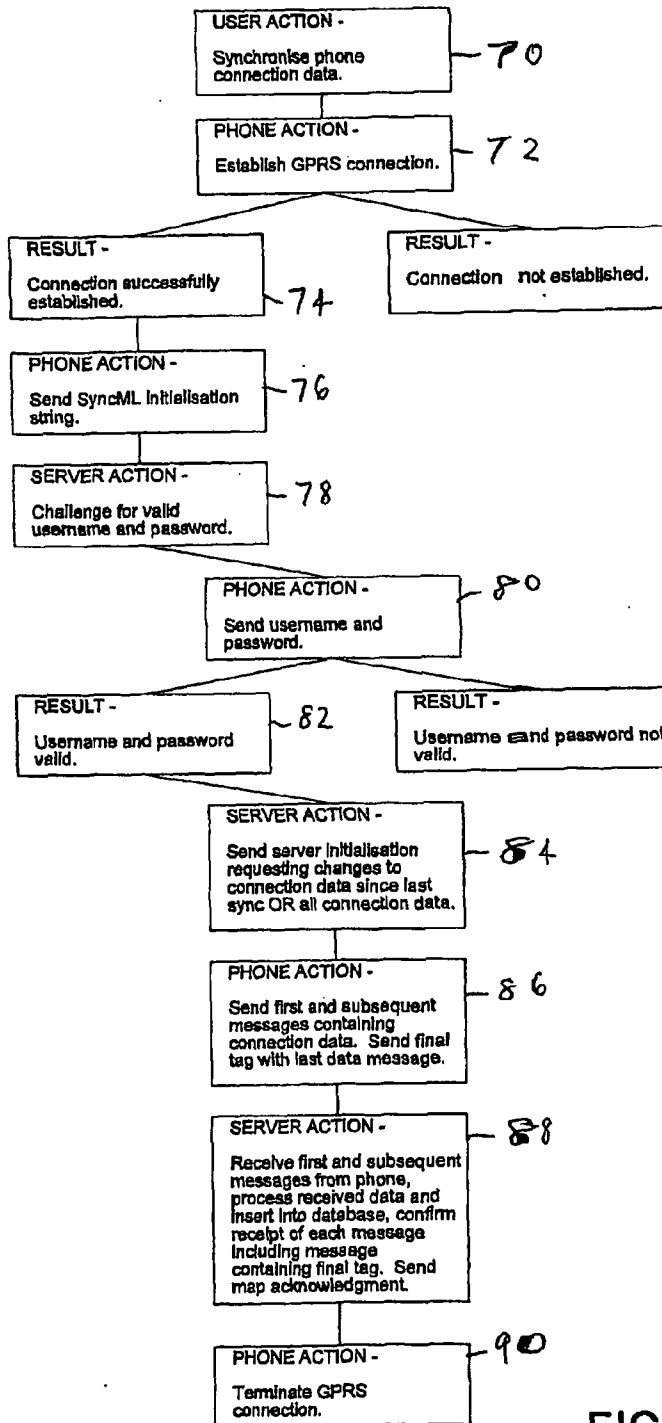 USER ACTION -
Synchronise phone
connection data.
70
PHONE ACTION -
Establish GPRS connection.
72
RESULT -
Connection successfully
established.
74
RESULT -
Connection not established.
PHONE ACTION -
Send SyncML initialisation
string.
76
SERVER ACTION -
Challenge for valid
username and password.
78
PHONE ACTION -
Send username and
password.
80
RESULT -
Username and password
valid.
82
RESULT -
Username and password not
valid.
SERVER ACTION -
Send server initialisation
requesting changes to
connection data since last
sync OR all connection data.
84
PHONE ACTION -
Send first and subsequent
messages containing
connection data. Send final
tag with last data message.
86
SERVER ACTION -
Receive first and subsequent
messages from phone,
process received data and
insert into database, confirm
receipt of each message
including message
containing final tag. Send
map acknowledgment.
88
PHONE ACTION -
Terminate GPRS
connection.
90